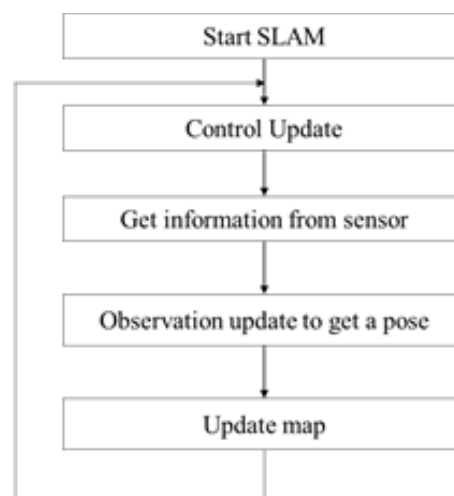 Start SLAM
Control Update
Get information from sensor
Observation update to get a pose
Update map